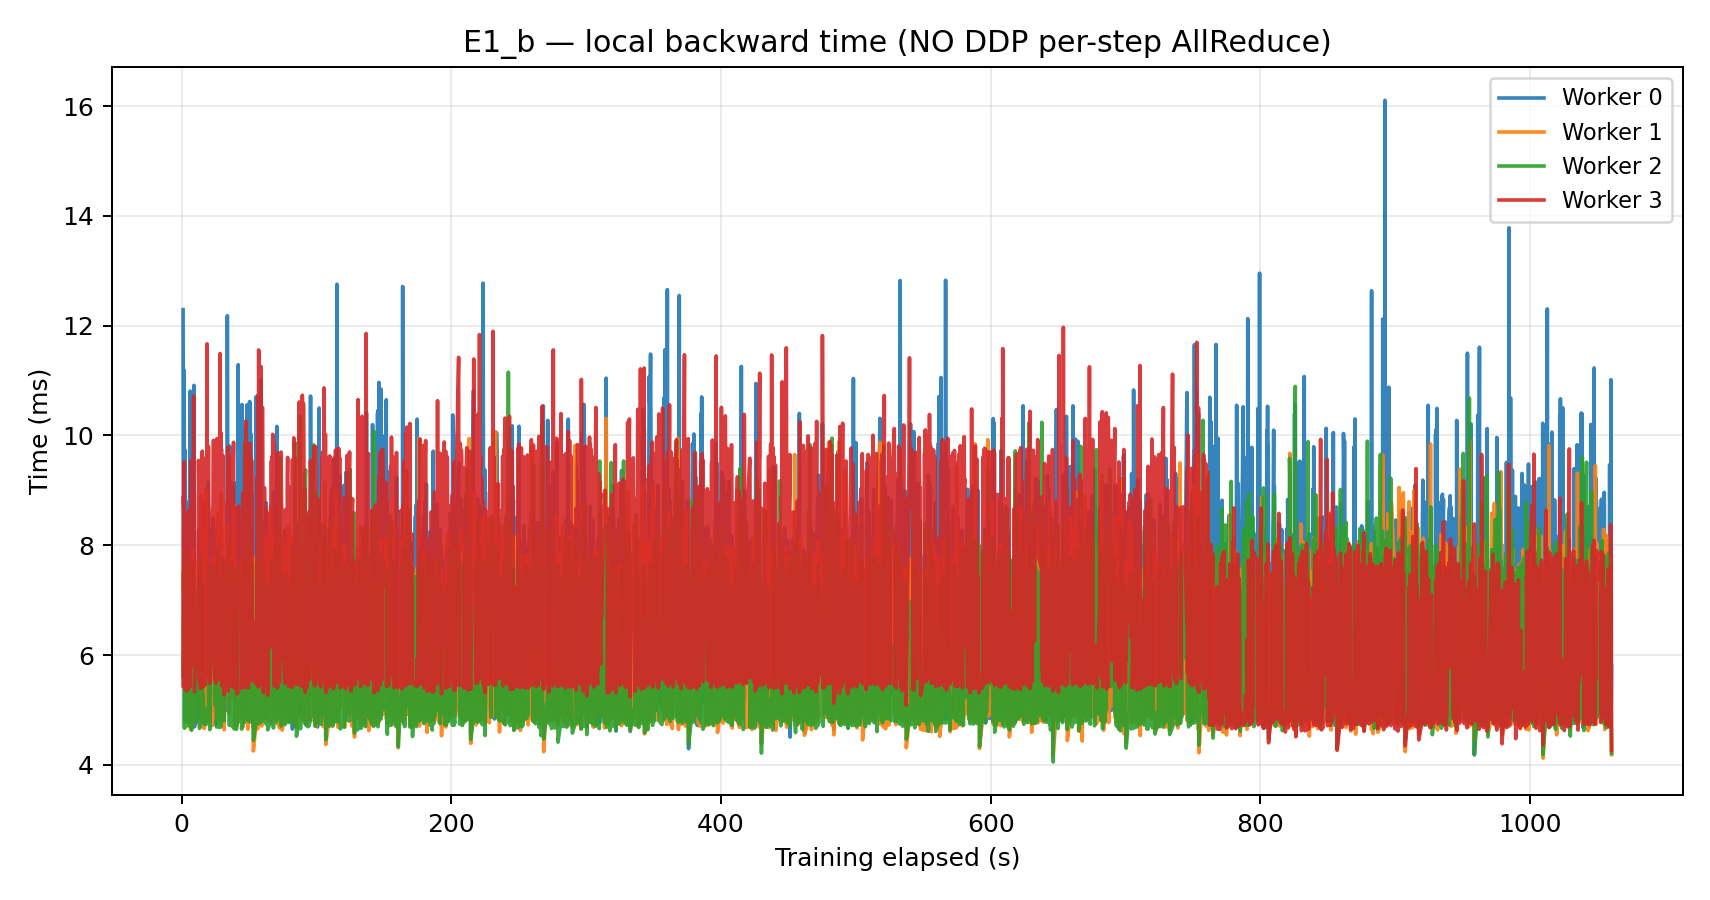 E1_b — local backward time (NO DDP per-step AllReduce)
Time (ms)
16
14
12
10
8
6
4
Worker 0
Worker 1
Worker 2
Worker 3
0 200 400 600 800 1000
Training elapsed (s)